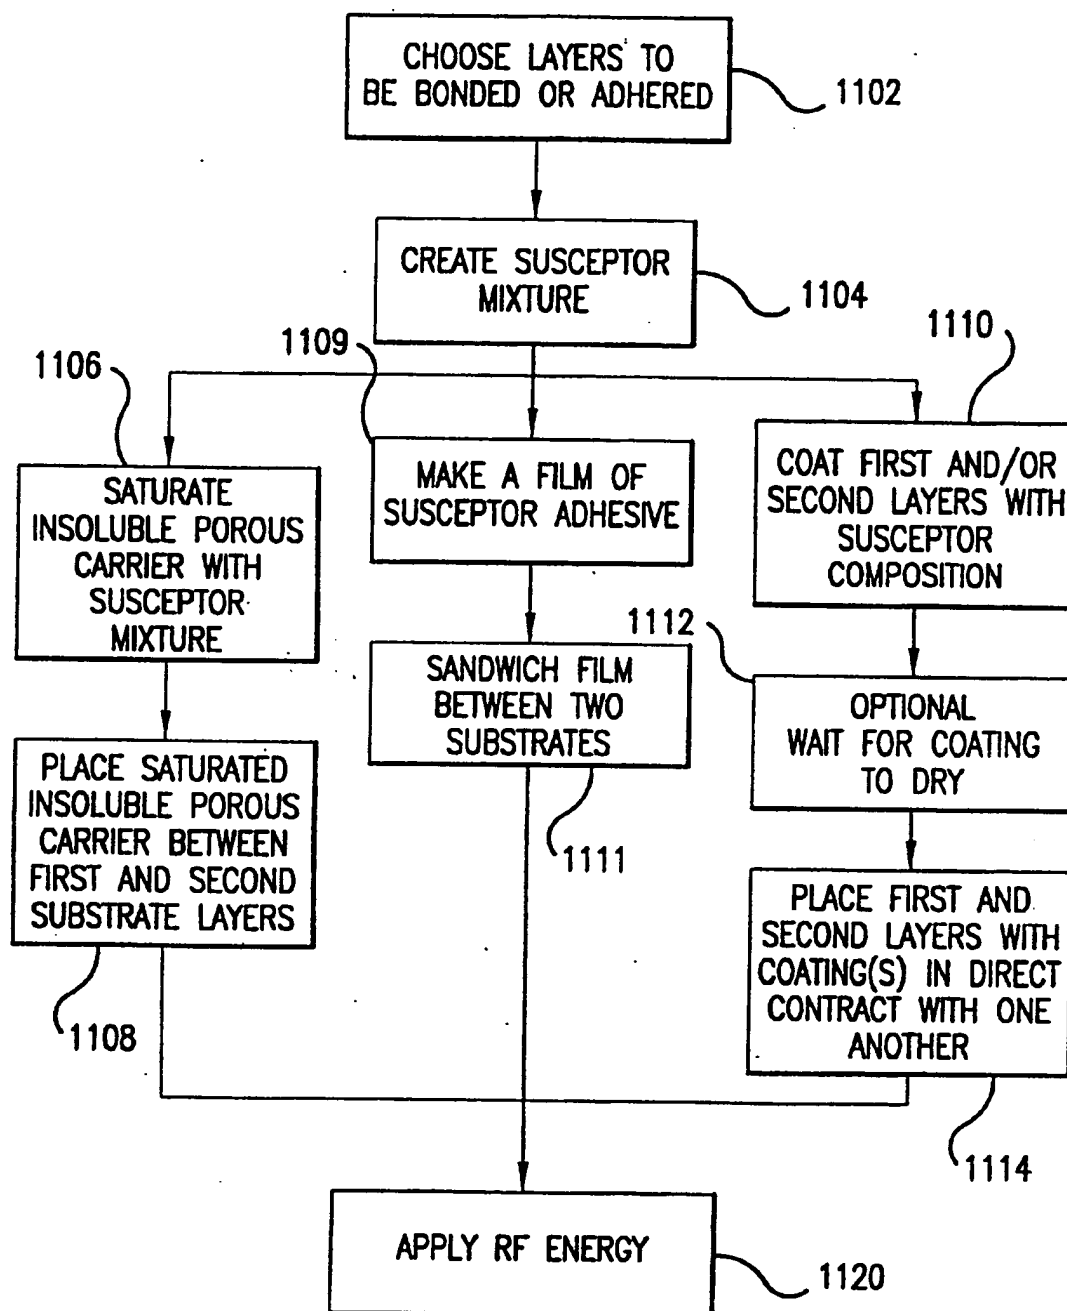 CHOOSE LAYERS TO
BE BONDED OR ADHERED
1102
CREATE SUSCEPTOR
MIXTURE
1104
1106
SATURATE
INSOLUBLE POROUS
CARRIER WITH
SUSCEPTOR
MIXTURE
PLACE SATURATED
INSOLUBLE POROUS
CARRIER BETWEEN
FIRST AND SECOND
SUBSTRATE LAYERS
1108
1109
MAKE A FILM OF
SUSCEPTOR ADHESIVE
SANDWICH FILM
BETWEEN TWO
SUBSTRATES
1111
1110
COAT FIRST AND/OR
SECOND LAYERS WITH
SUSCEPTOR
COMPOSITION
1112
OPTIONAL
WAIT FOR COATING
TO DRY
PLACE FIRST AND
SECOND LAYERS WITH
COATING(S) IN DIRECT
CONTRACT WITH ONE
ANOTHER
1114
APPLY RF ENERGY
1120